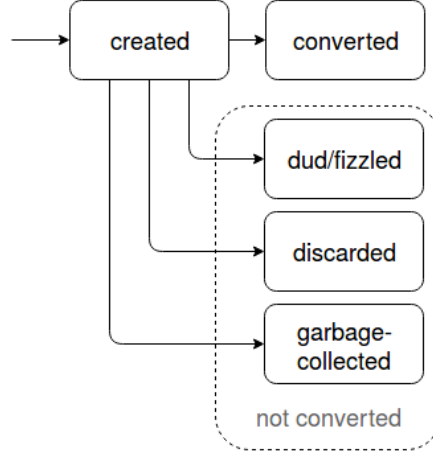 created
converted
dud/fizzled
discarded
garbage-
collected
not converted